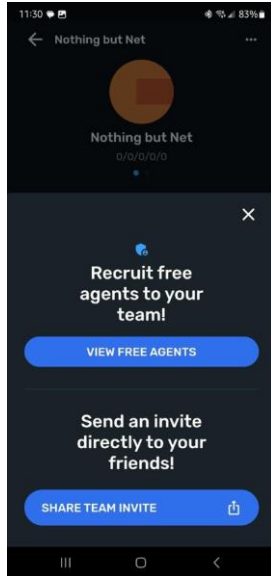 11:30
83%
Nothing but Net
Nothing but Net
0/0/0/0/0
Recruit free
agents to your
team!
VIEW FREE AGENTS
Send an invite
directly to your
friends!
SHARE TEAM INVITE